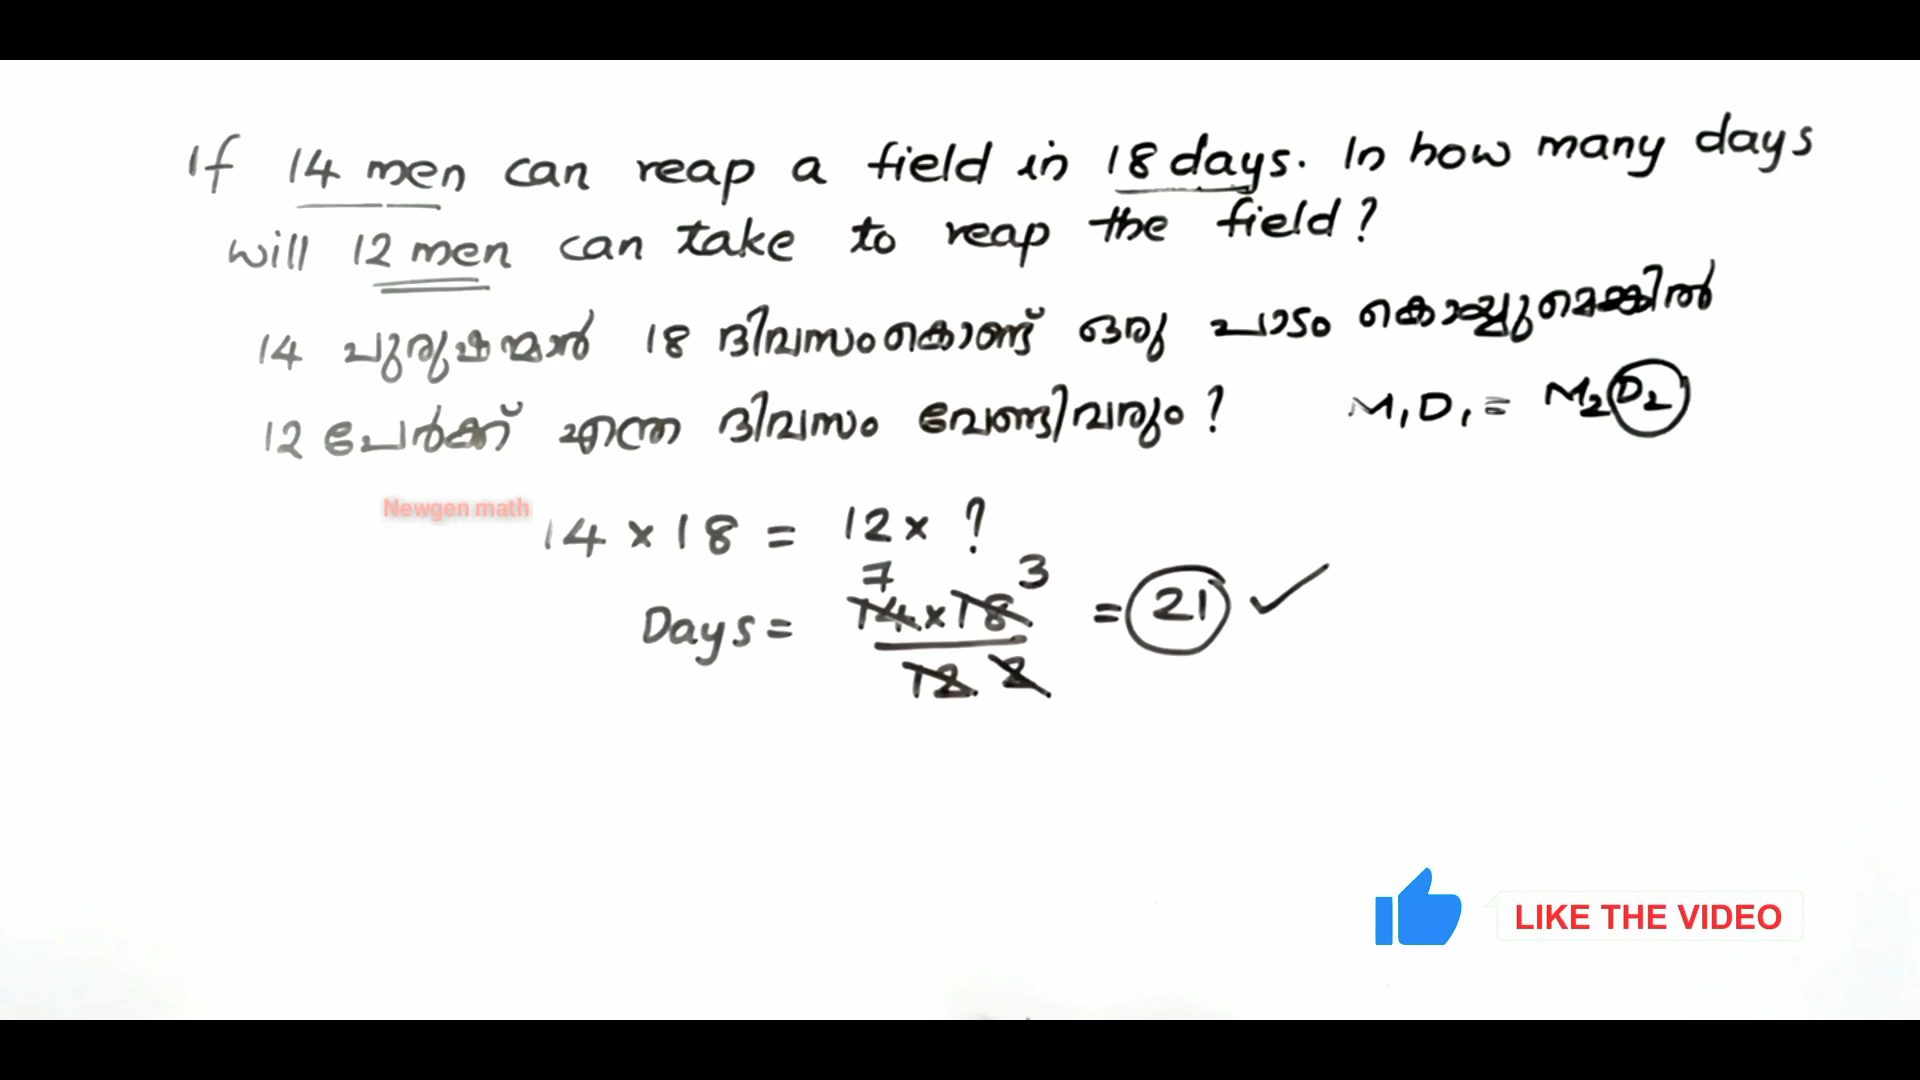 If 14 men can reap a field in 18 days. In how many days
will 12 men can take to reap the field?
14 പുരുഷന്മാർ 18 ദിവസംകൊണ്ട് ഒരു പാടം കൊയ്യുമെങ്കിൽ
12 പേർക്ക് എത്ര ദിവസം വേണ്ടിവരും?
M₁D₁ = M₂D₂
Newgen math
14 × 18 = 12 × ?
7 3
Days = 14 × 18 = 21 ✓
12 2
LIKE THE VIDEO